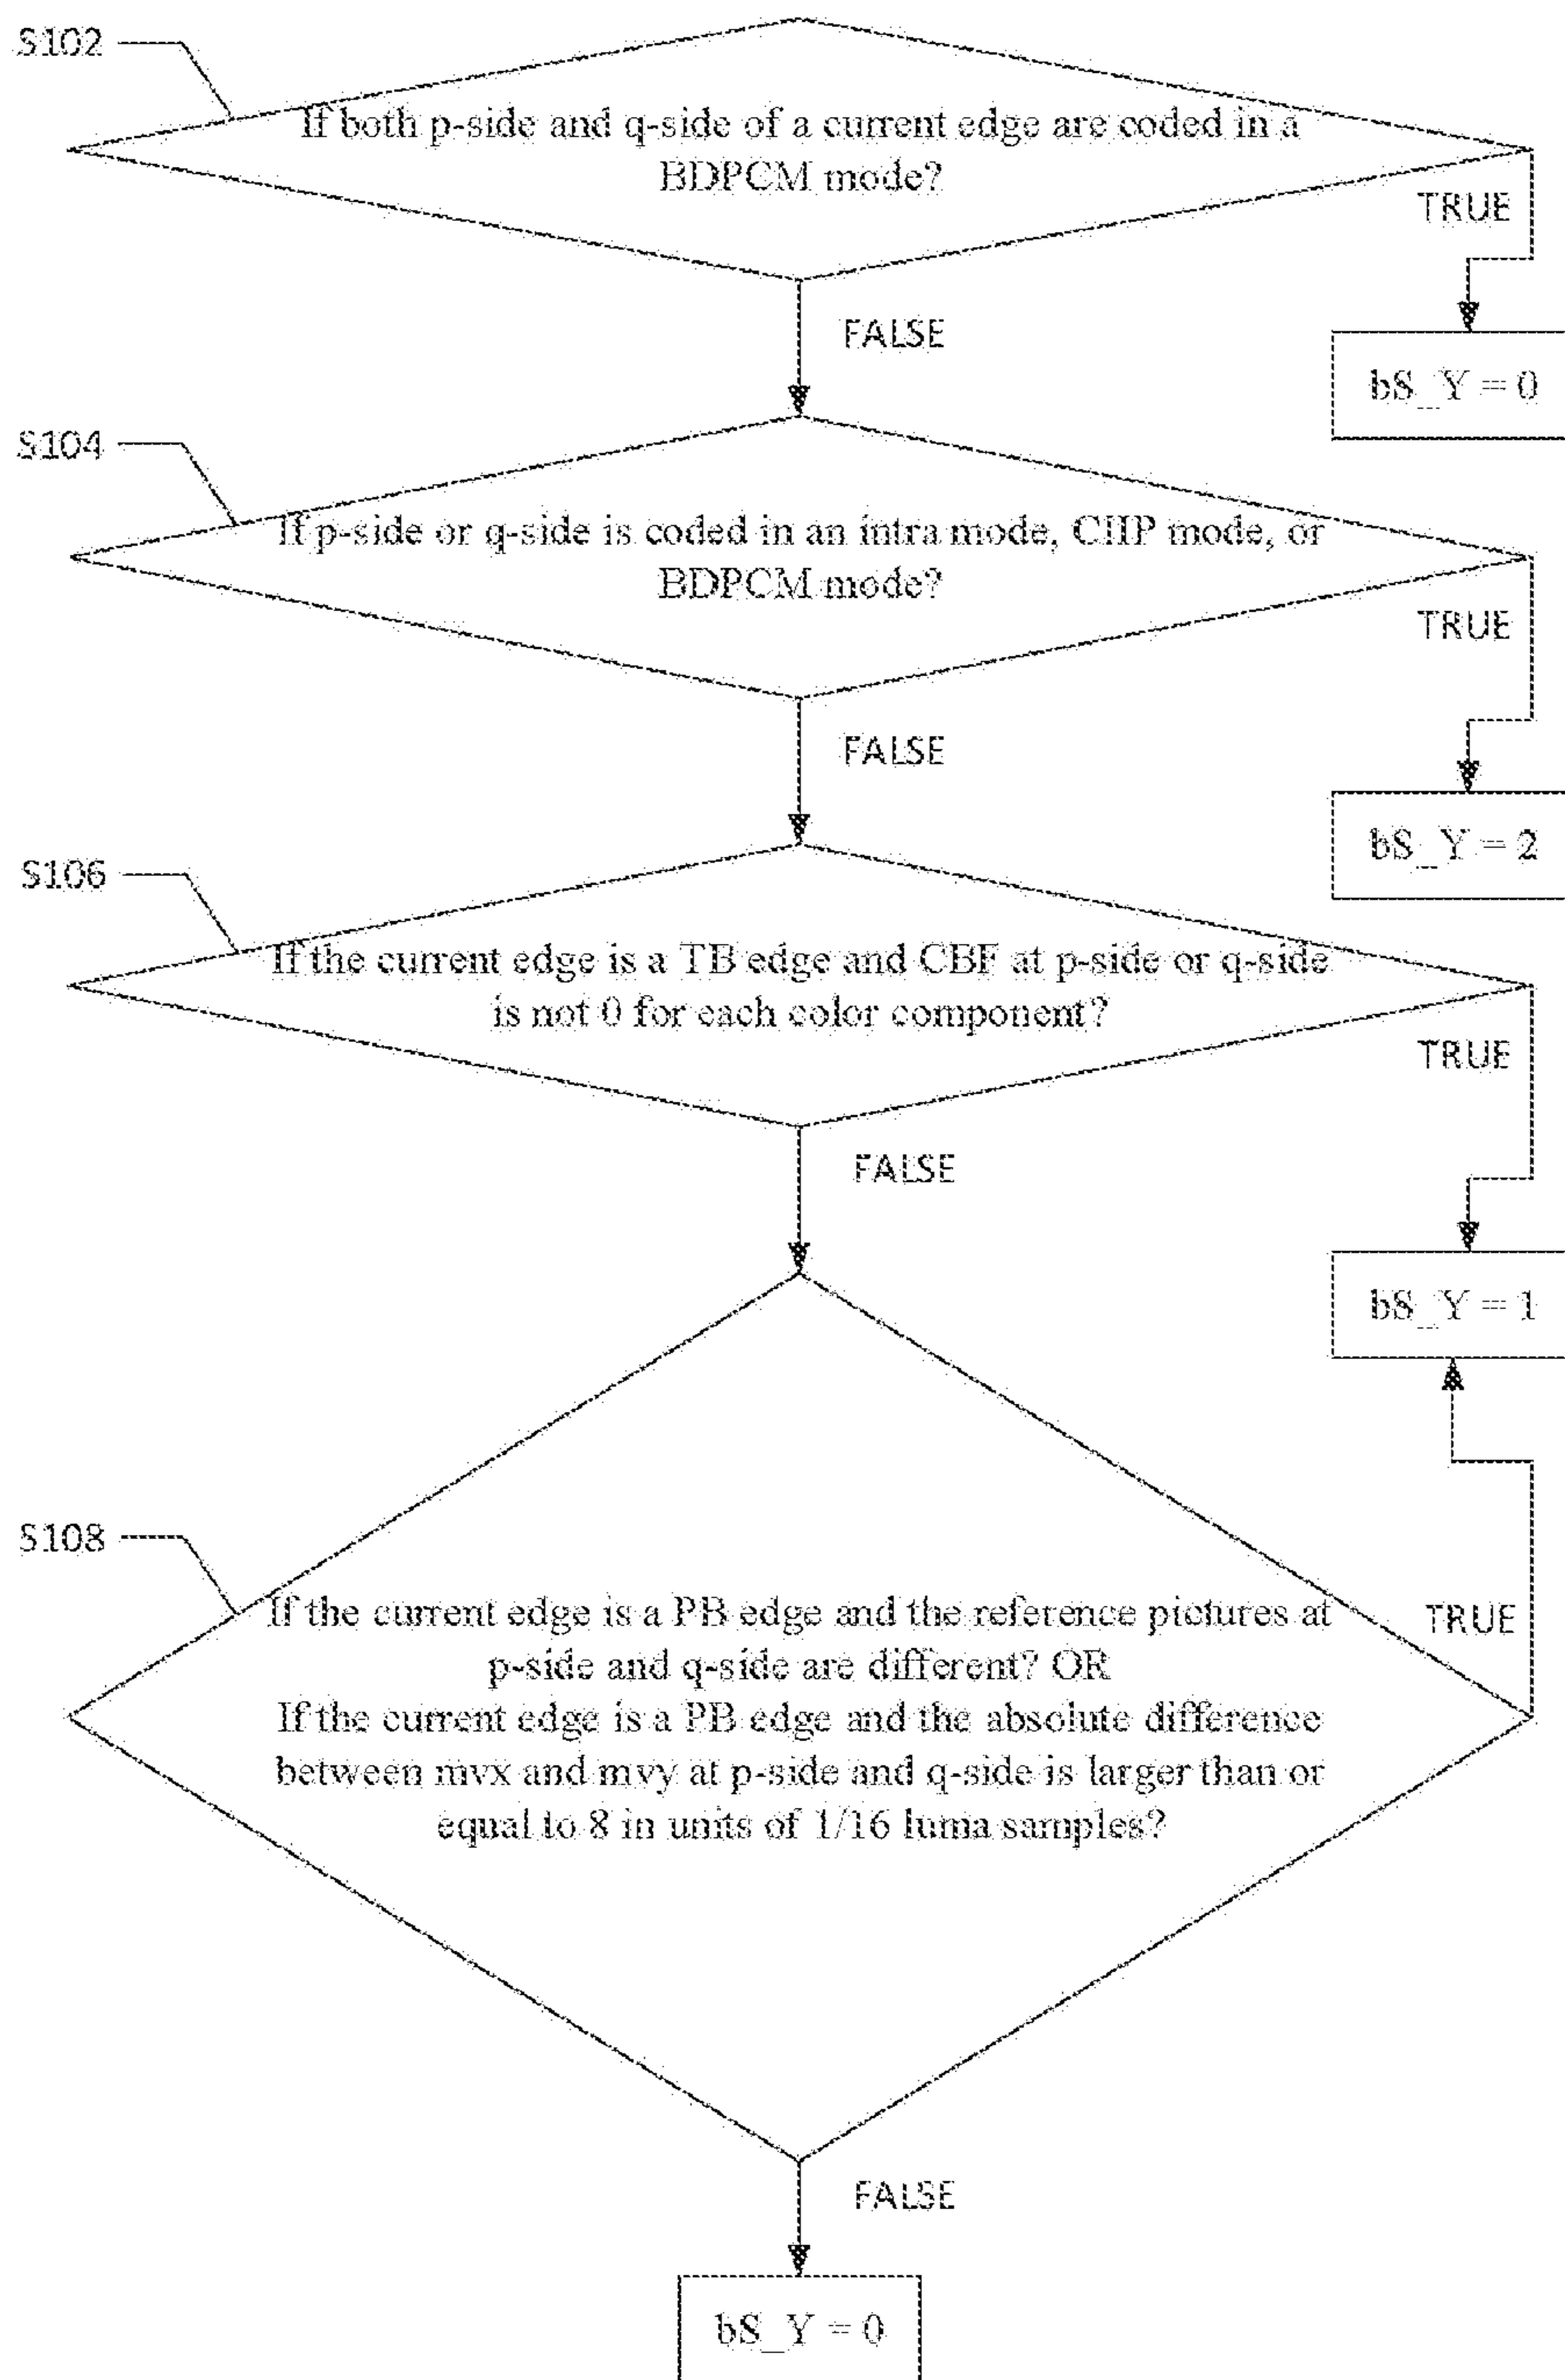 S102
If both p-side and q-side of a current edge are coded in a
BDPCM mode?
TRUE
FALSE
bS_Y = 0
S104
If p-side or q-side is coded in an intra mode, CIIP mode, or
BDPCM mode?
TRUE
FALSE
bS_Y = 2
S106
If the current edge is a TB edge and CBF at p-side or q-side
is not 0 for each color component?
TRUE
FALSE
bS_Y = 1
S108
If the current edge is a PB edge and the reference pictures at
p-side and q-side are different? OR
If the current edge is a PB edge and the absolute difference
between mvx and mvy at p-side and q-side is larger than or
equal to 8 in units of 1/16 luma samples?
TRUE
FALSE
bS_Y = 0